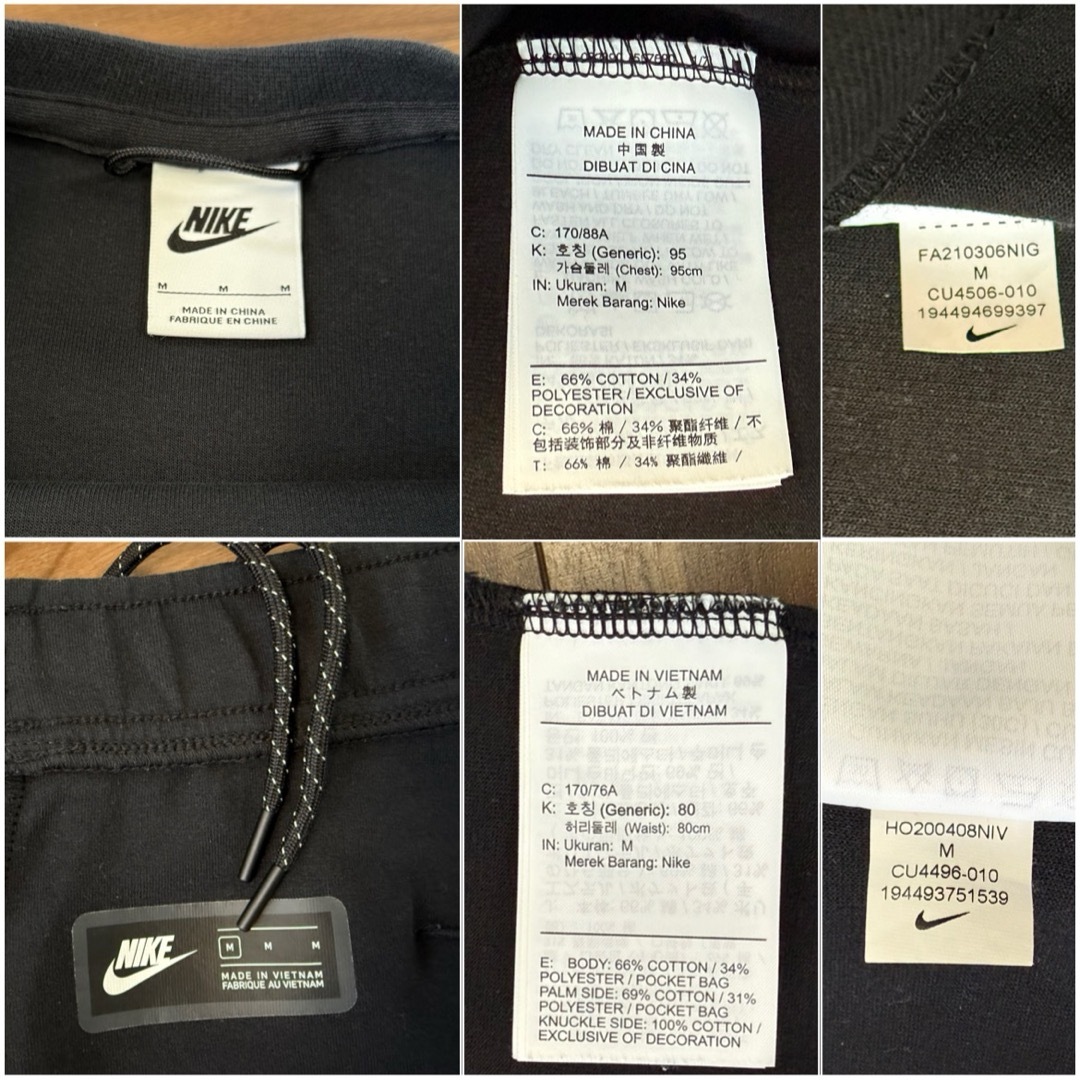 NIKE
M M M
MADE IN CHINA
FABRIQUE EN CHINE
MADE IN CHINA
中国製
DIBUAT DI CINA
C: 170/88A
K: 호칭 (Generic): 95
가슴둘레 (Chest): 95cm
IN: Ukuran: M
Merek Barang: Nike
E: 66% COTTON / 34%
POLYESTER / EXCLUSIVE OF
DECORATION
C: 66% 棉 / 34% 聚酯纤维 / 不
包括装饰部分及非纤维物质
T: 66% 棉 / 34% 聚酯纖維 /
FA210306NIG
M
CU4506-010
194494699397
NIKE
M M M
MADE IN VIETNAM
FABRIQUE AU VIETNAM
MADE IN VIETNAM
ベトナム製
DIBUAT DI VIETNAM
C: 170/76A
K: 호칭 (Generic): 80
허리둘레 (Waist): 80cm
IN: Ukuran: M
Merek Barang: Nike
E: BODY: 66% COTTON / 34%
POLYESTER / POCKET BAG
PALM SIDE: 69% COTTON / 31%
POLYESTER / POCKET BAG
KNUCKLE SIDE: 100% COTTON /
EXCLUSIVE OF DECORATION
HO200408NIV
M
CU4496-010
194493751539